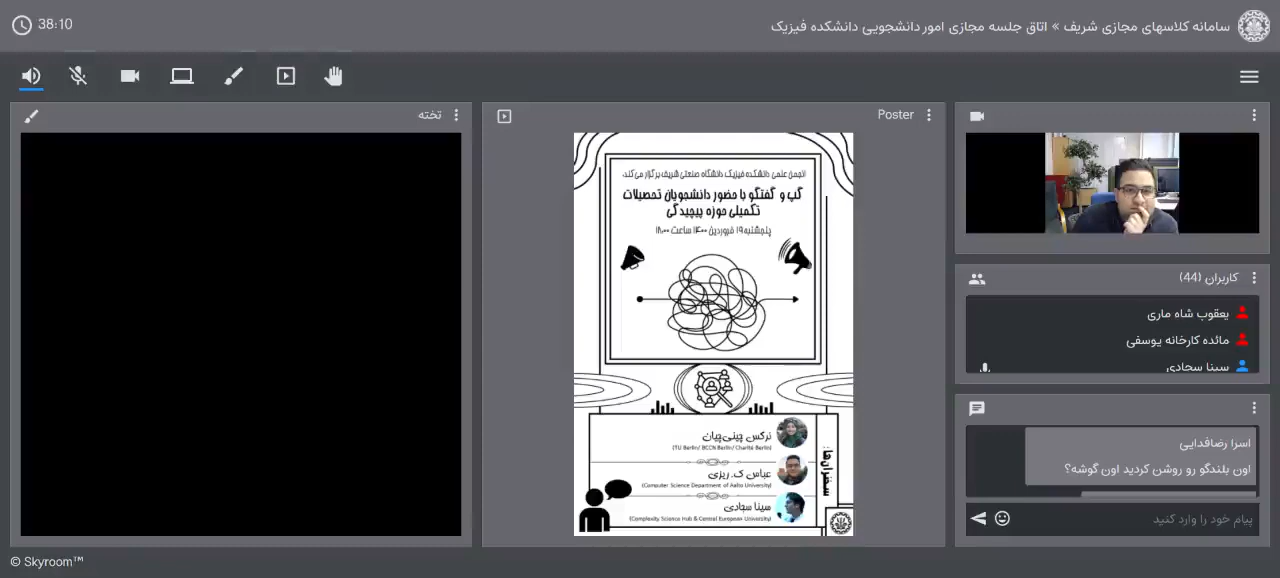 38:10
سامانه کلاسهای مجازی شریف » اتاق جلسه مجازی امور دانشجویی دانشکده فیزیک
تخته
Poster
انجمن علمی دانشکده فیزیک دانشگاه صنعتی شریف برگزار می‌کند:
گپ و گفتگو با حضور دانشجویان تحصیلات
تکمیلی حوزه پیچیدگی
پنجشنبه ۱۹ فروردین ۱۴۰۰ ساعت ۱۸:۰۰
سخنران‌ها:
نرگس چینی‌چیان
(TU Berlin/ BCCN Berlin/ Charité Berlin)
عباس ک. ریزی
(Computer Science Department of Aalto University)
سینا سجادی
(Complexity Science Hub & Central European University)
کاربران (44)
یعقوب شاه ماری
مائده کارخانه یوسفی
سینا سجادی
اسرا رضافدایی
اون بلندگو رو روشن کردید اون گوشه؟
پیام خود را وارد کنید
© Skyroom™